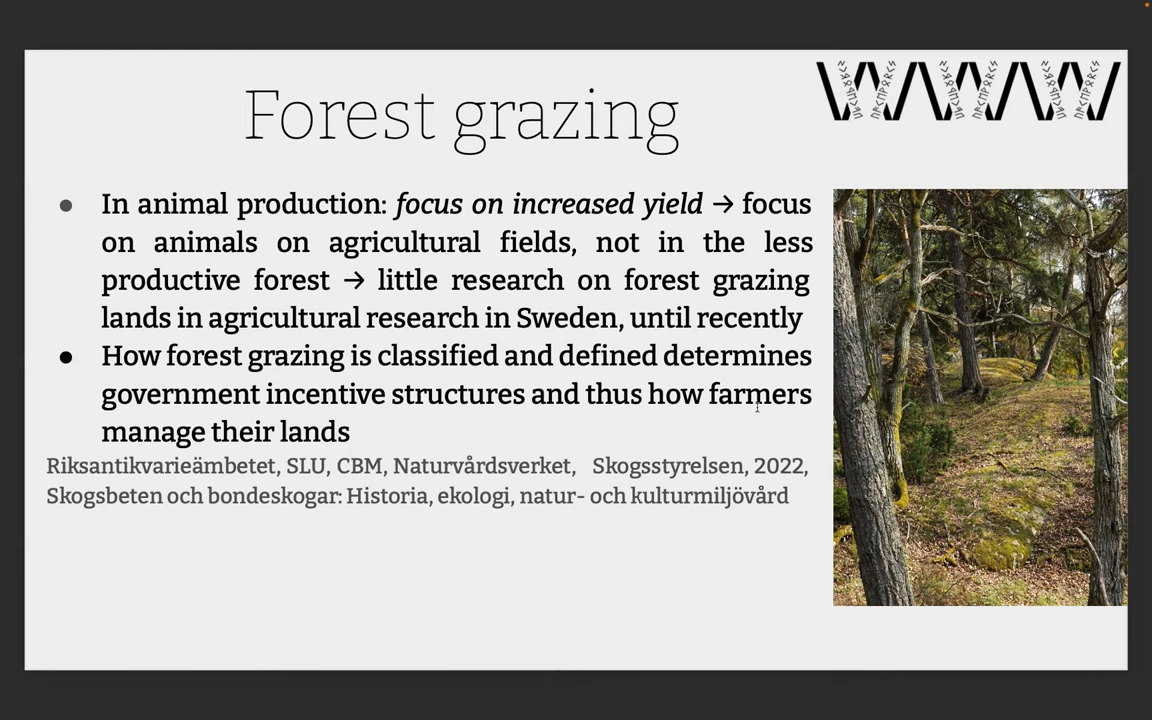 Forest grazing
● In animal production: focus on increased yield → focus
on animals on agricultural fields, not in the less
productive forest → little research on forest grazing
lands in agricultural research in Sweden, until recently
● How forest grazing is classified and defined determines
government incentive structures and thus how farmers
manage their lands
Riksantikvarieämbetet, SLU, CBM, Naturvårdsverket, Skogsstyrelsen, 2022,
Skogsbeten och bondeskogar: Historia, ekologi, natur- och kulturmiljövård